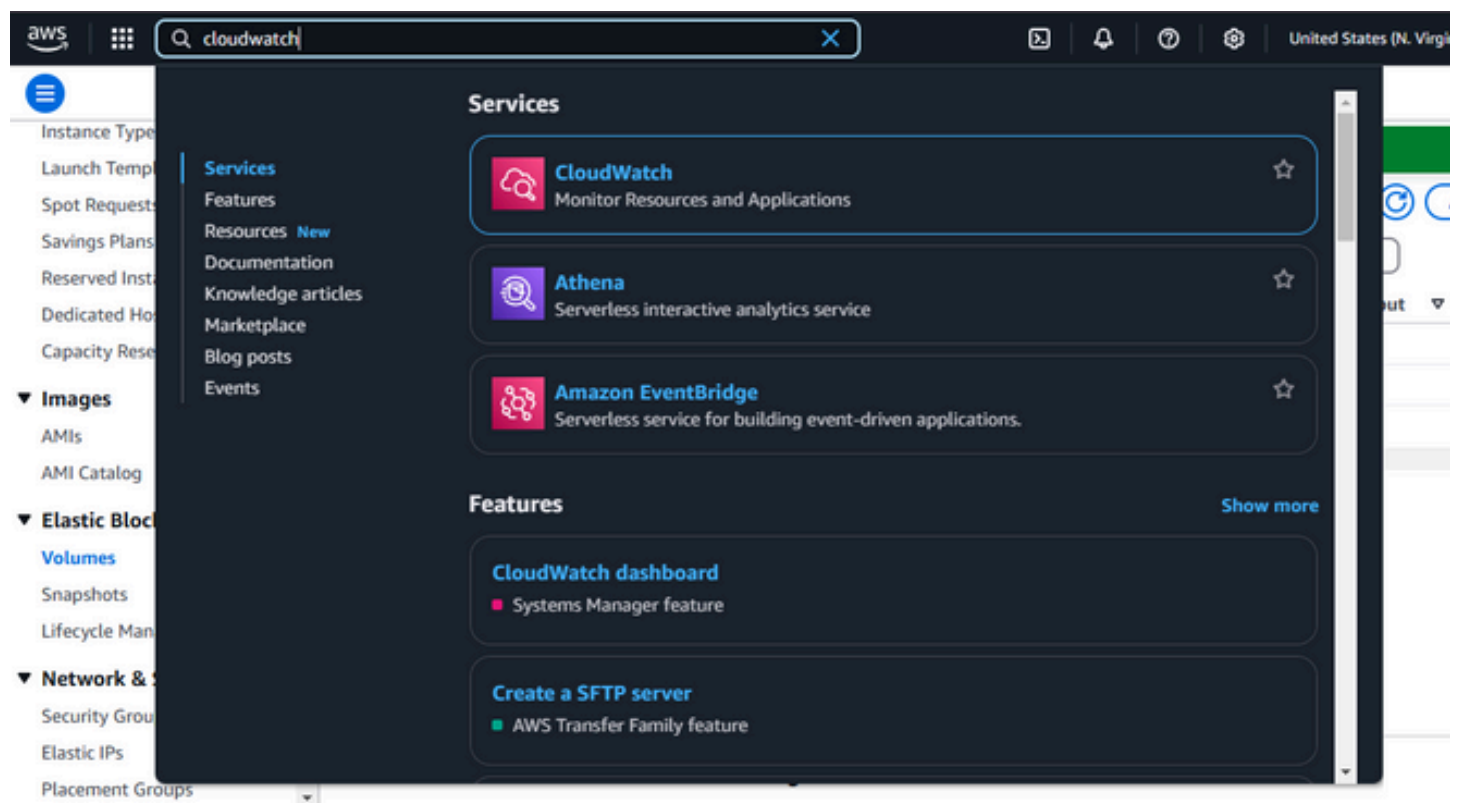 aws
cloudwatch
United States (N. Virgi
Instance Type
Launch Templ
Spot Requests
Savings Plans
Reserved Insta
Dedicated Ho
Capacity Rese
Images
AMIs
AMI Catalog
Elastic Block
Volumes
Snapshots
Lifecycle Man
Network &
Security Grou
Elastic IPs
Placement Groups
Services
Features
Resources New
Documentation
Knowledge articles
Marketplace
Blog posts
Events
Services
CloudWatch
Monitor Resources and Applications
Athena
Serverless interactive analytics service
Amazon EventBridge
Serverless service for building event-driven applications.
Features
Show more
CloudWatch dashboard
Systems Manager feature
Create a SFTP server
AWS Transfer Family feature